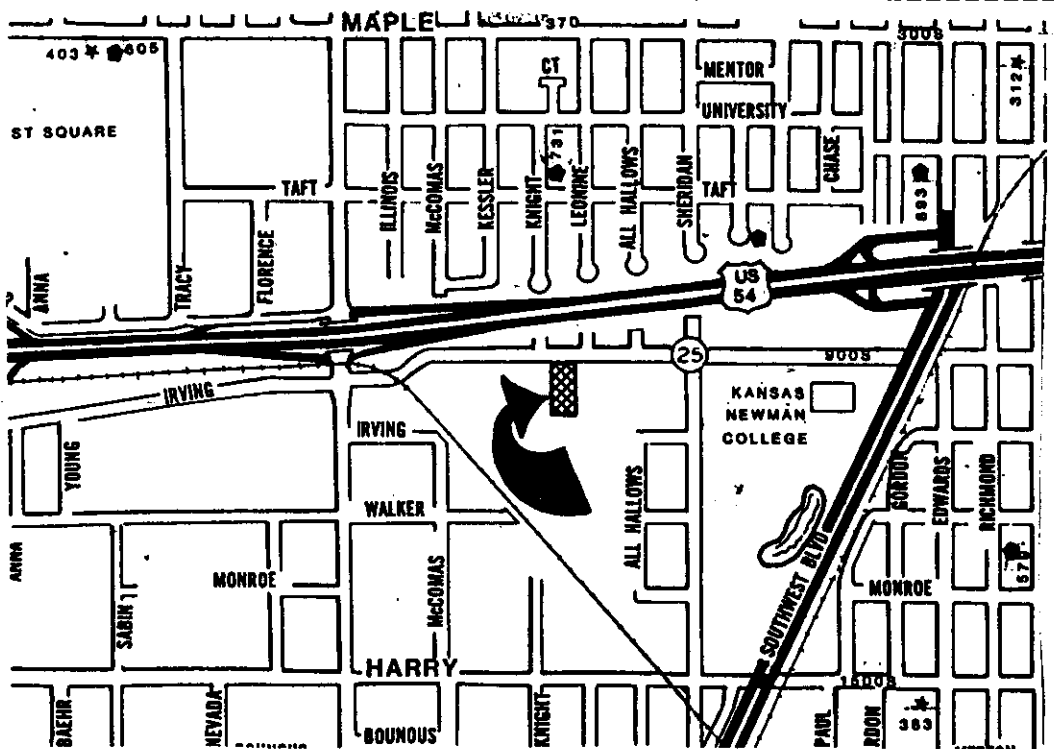 MAPLE
370
300S
403
605
CT
MENTOR
312
ST SQUARE
UNIVERSITY
731
CHASE
TAFT
ILLINOIS
McCOMAS
KESSLER
KNIGHT
LEONINE
ALL HALLOWS
SHERIDAN
TAFT
693
ANNA
TRACY
FLORENCE
US
54
25
900S
IRVING
KANSAS
NEWMAN
COLLEGE
IRVING
YOUNG
GORDON
EDWARDS
RICHMOND
WALKER
ALL HALLOWS
ANNA
SABIN
MONROE
McCOMAS
SOUTHWEST BLVD
MONROE
570
HARRY
1500S
BAEHR
NEVADA
BOUNOUS
KNIGHT
PAUL
RDON
383